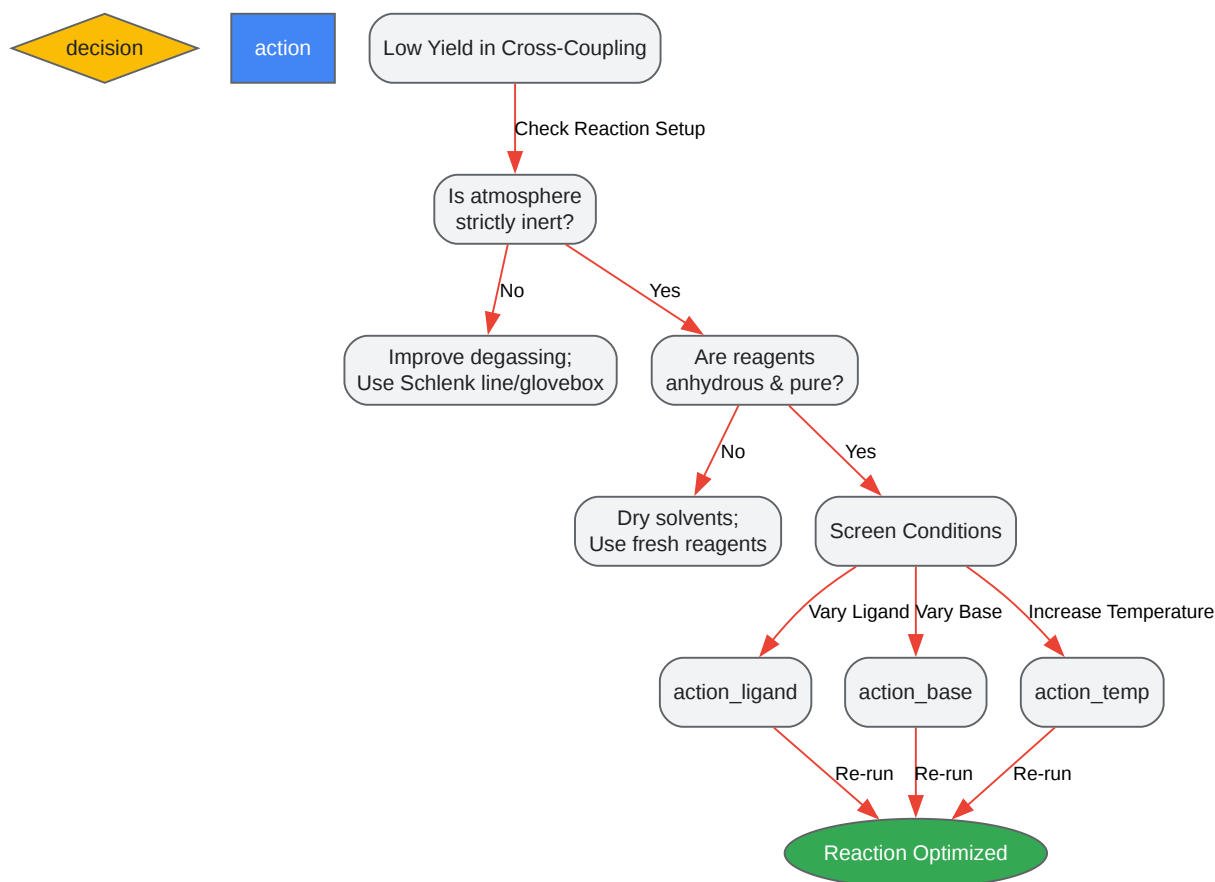 decision
action
Low Yield in Cross-Coupling
Check Reaction Setup
Is atmosphere
strictly inert?
No
Yes
Improve degassing;
Use Schlenk line/glovebox
Are reagents
anhydrous & pure?
No
Yes
Dry solvents;
Use fresh reagents
Screen Conditions
Vary Ligand
Vary Base
Increase Temperature
action_ligand
action_base
action_temp
Re-run
Re-run
Re-run
Reaction Optimized